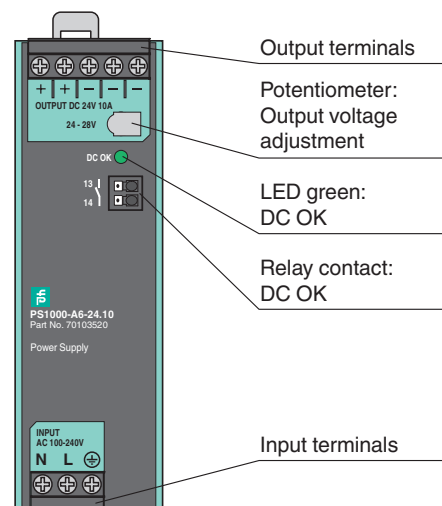 Output terminals
+ + – – –
OUTPUT DC 24V 10A
24 - 28V
Potentiometer:
Output voltage
adjustment
DC OK
LED green:
DC OK
13
14
Relay contact:
DC OK
PS1000-A6-24.10
Part No. 70103520
Power Supply
INPUT
AC 100-240V
N L
Input terminals